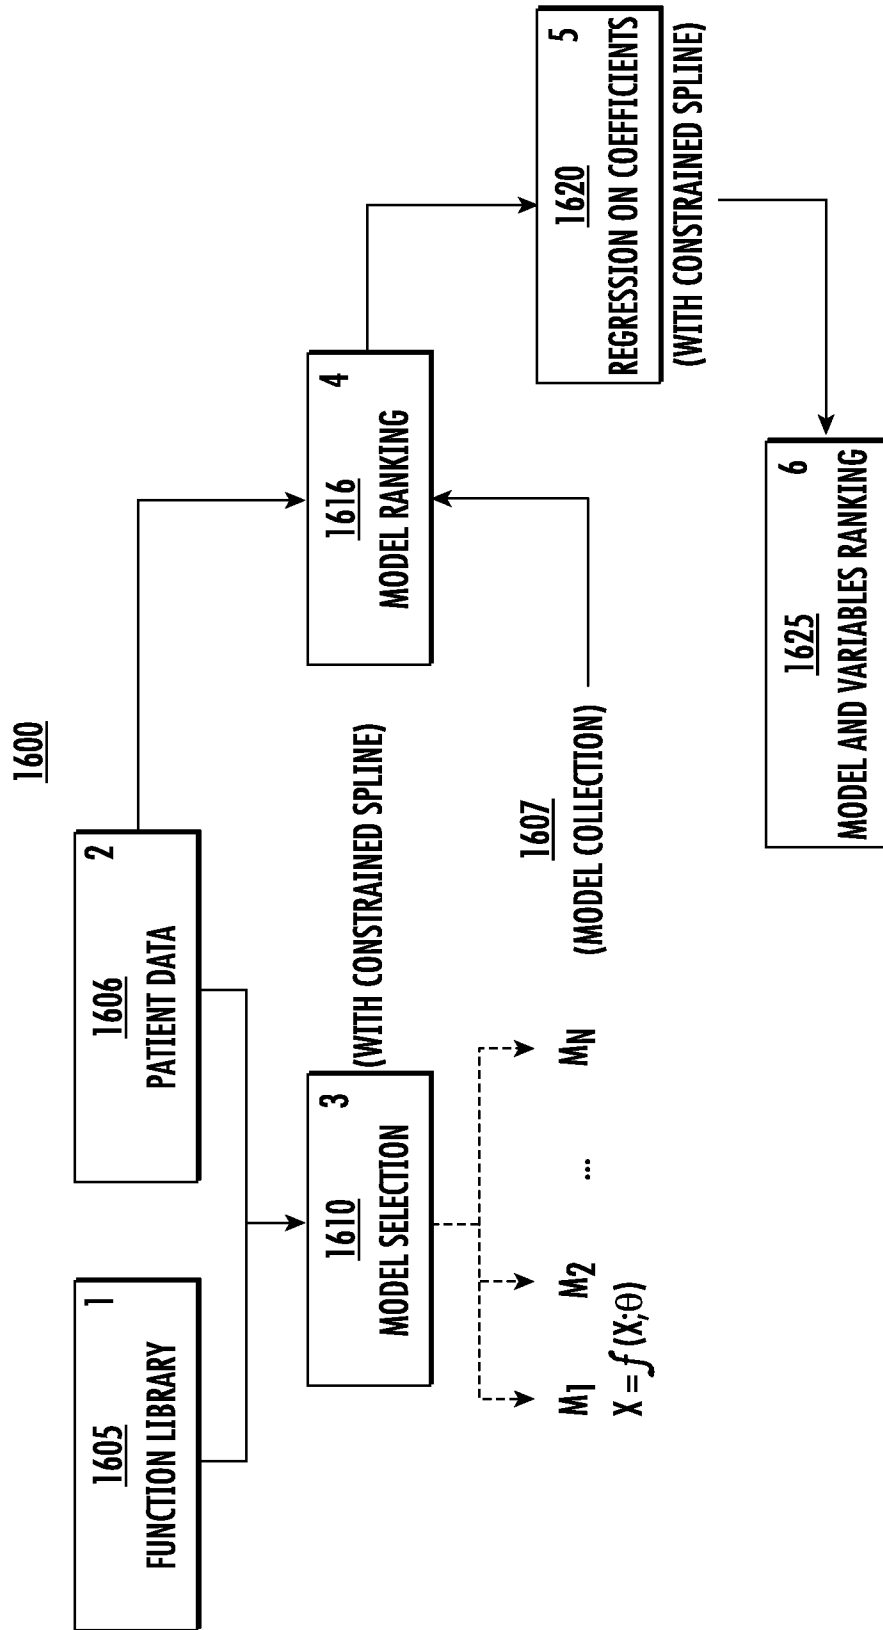 1600
1
1605
FUNCTION LIBRARY
2
1606
PATIENT DATA
3
1610
MODEL SELECTION
(WITH CONSTRAINED SPLINE)
4
1616
MODEL RANKING
M1 M2 ... MN
X = f (X;θ)
1607
(MODEL COLLECTION)
5
1620
REGRESSION ON COEFFICIENTS
(WITH CONSTRAINED SPLINE)
6
1625
MODEL AND VARIABLES RANKING